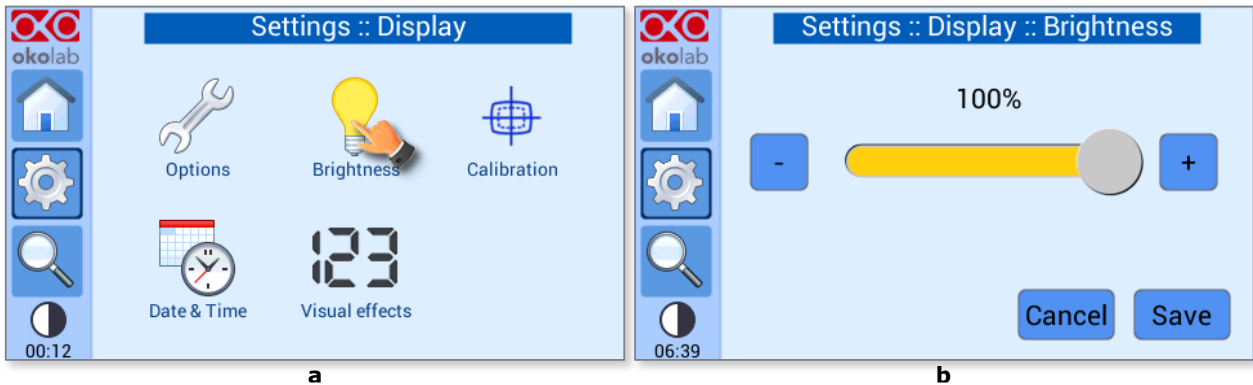 Settings :: Display
okolab
Options
Brightness
Calibration
123
Date & Time
Visual effects
00:12
a
Settings :: Display :: Brightness
okolab
100%
-
+
Cancel
Save
06:39
b